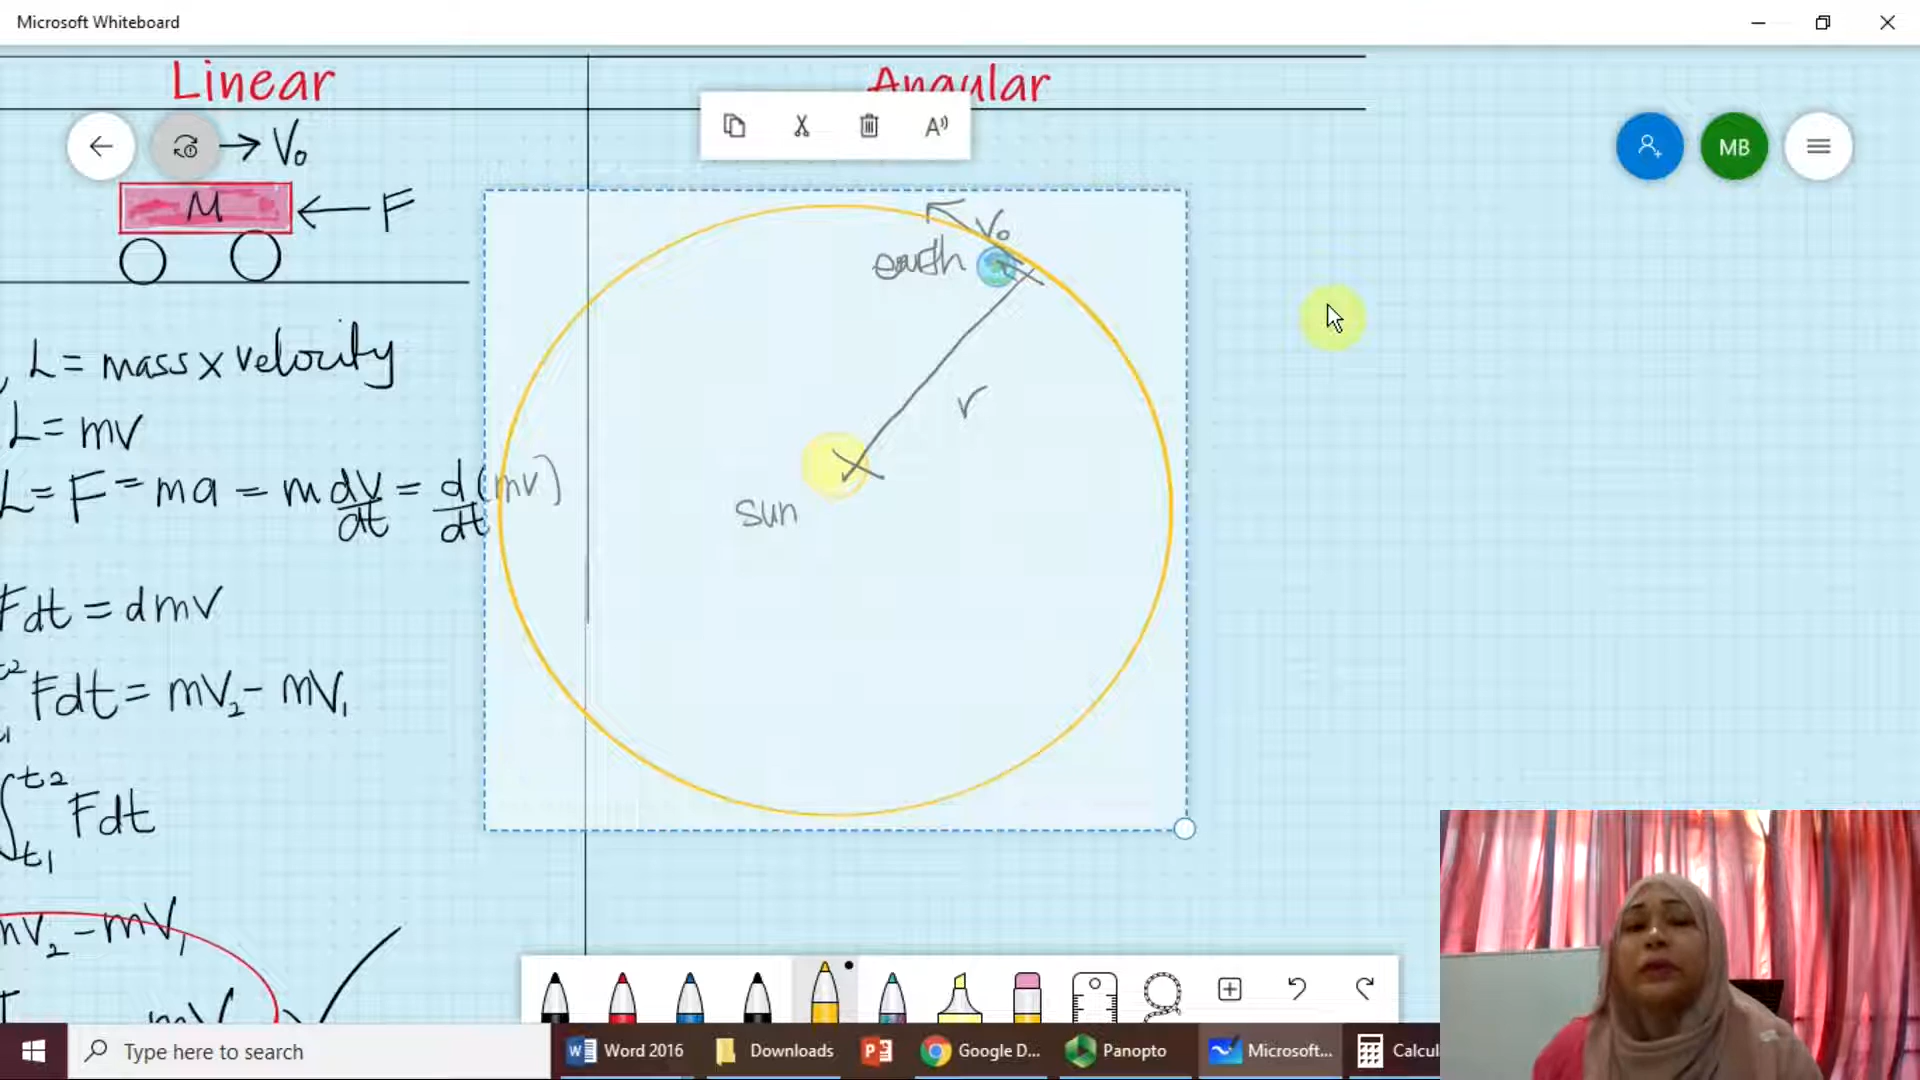 Microsoft Whiteboard
Linear
Angular
V₀
M
F
L = mass x velocity
L = mV
L = F = ma = m dV/dt = d/dt (mV)
Fdt = dmV
t2
Fdt = mV₂ - mV₁
t2
Fdt
t1
mV₂ - mV₁
mV
V₀
earth
r
sun
MB
Type here to search
Word 2016
Downloads
Google D...
Panopto
Microsoft...
Calcul